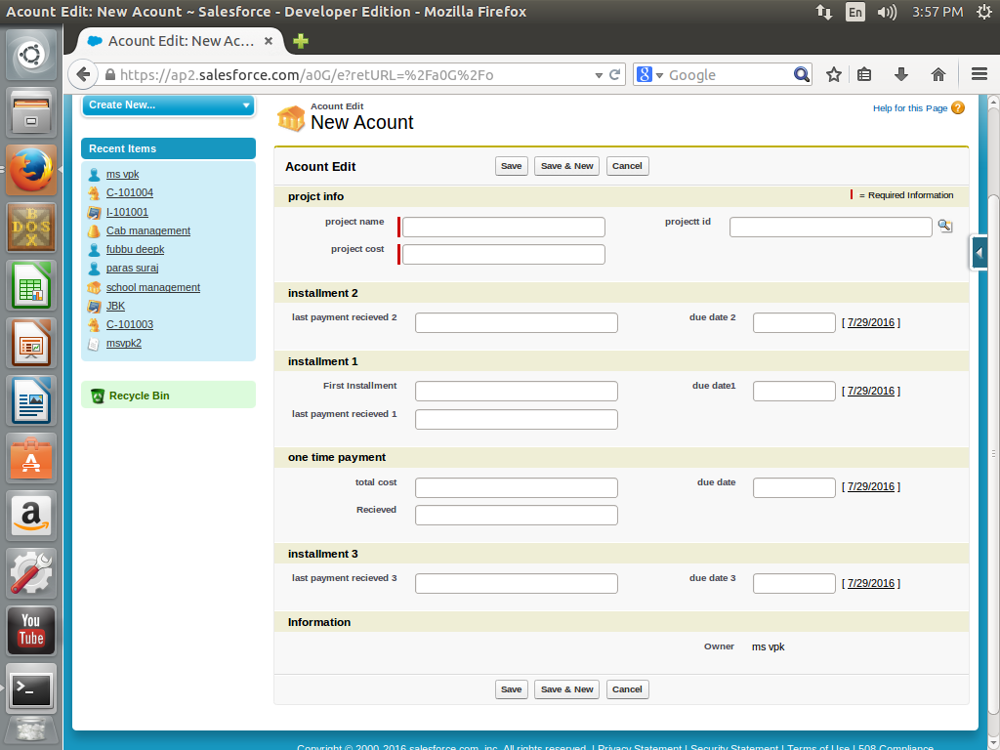 Acount Edit: New Acount ~ Salesforce - Developer Edition - Mozilla Firefox
En
3:57 PM
Acount Edit: New Ac...
https://ap2.salesforce.com/a0G/e?retURL=%2Fa0G%2Fo
8
Google
Create New...
Acount Edit
New Acount
Help for this Page ?
Recent Items
ms vpk
C-101004
I-101001
Cab management
fubbu deepk
paras suraj
school management
JBK
C-101003
msvpk2
Recycle Bin
Acount Edit
Save
Save & New
Cancel
projct info
= Required Information
project name
projectt id
project cost
installment 2
last payment recieved 2
due date 2
[ 7/29/2016 ]
installment 1
First Installment
due date1
[ 7/29/2016 ]
last payment recieved 1
one time payment
total cost
due date
[ 7/29/2016 ]
Recieved
installment 3
last payment recieved 3
due date 3
[ 7/29/2016 ]
Information
Owner
ms vpk
Save
Save & New
Cancel
Copyright © 2000-2016 salesforce.com, inc. All rights reserved. | Privacy Statement | Security Statement | Terms of Use | 508 Compliance
B
DOS
X
A
a
You
Tube
>_